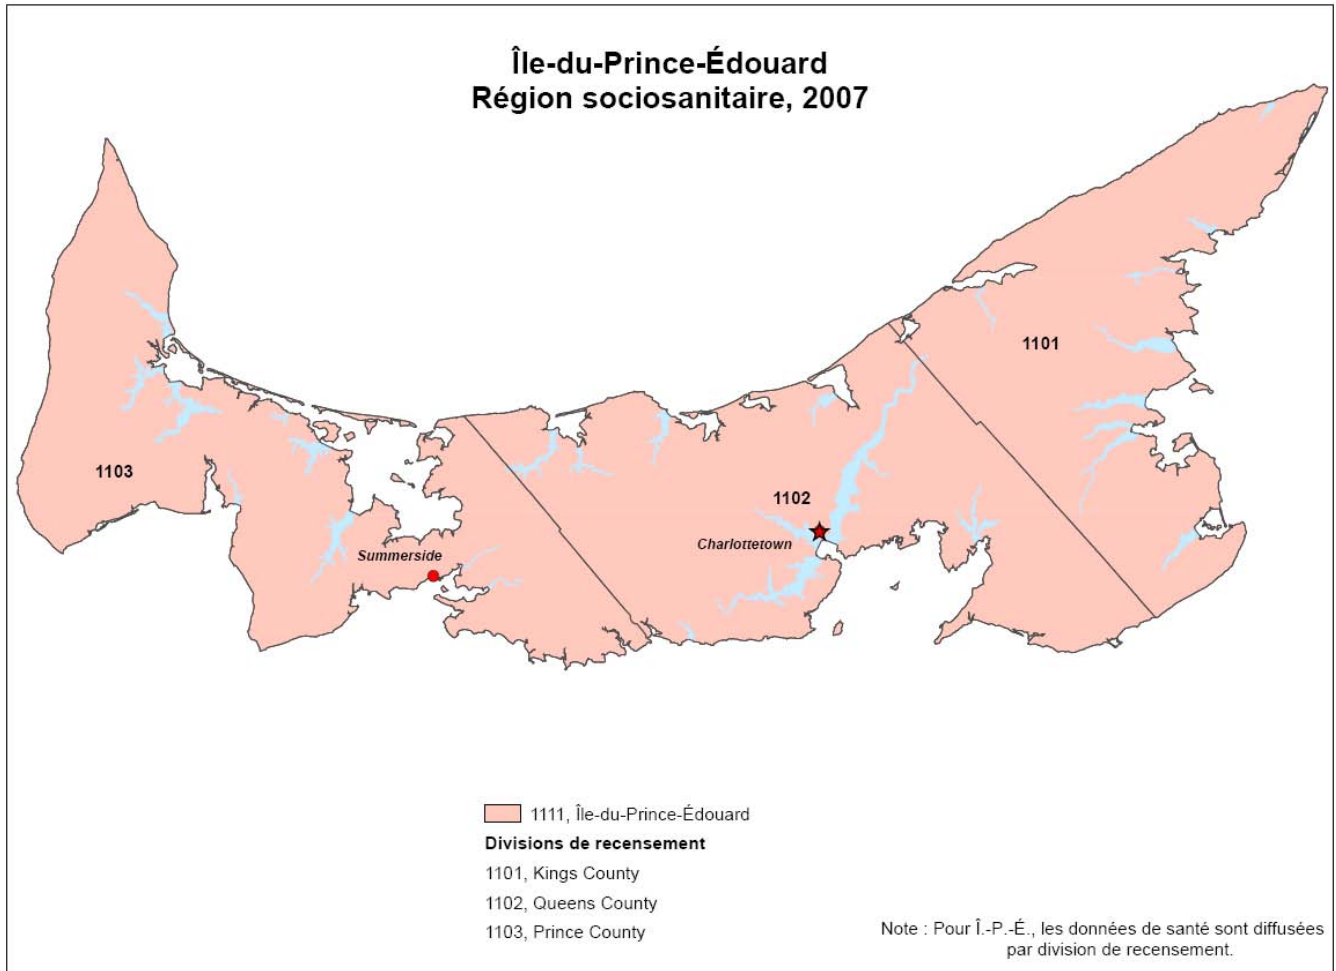 Île-du-Prince-Édouard
Région sociosanitaire, 2007
1101
1103
1102
Charlottetown
Summerside
1111, Île-du-Prince-Édouard
Divisions de recensement
1101, Kings County
1102, Queens County
1103, Prince County
Note : Pour Î.-P.-É., les données de santé sont diffusées
par division de recensement.